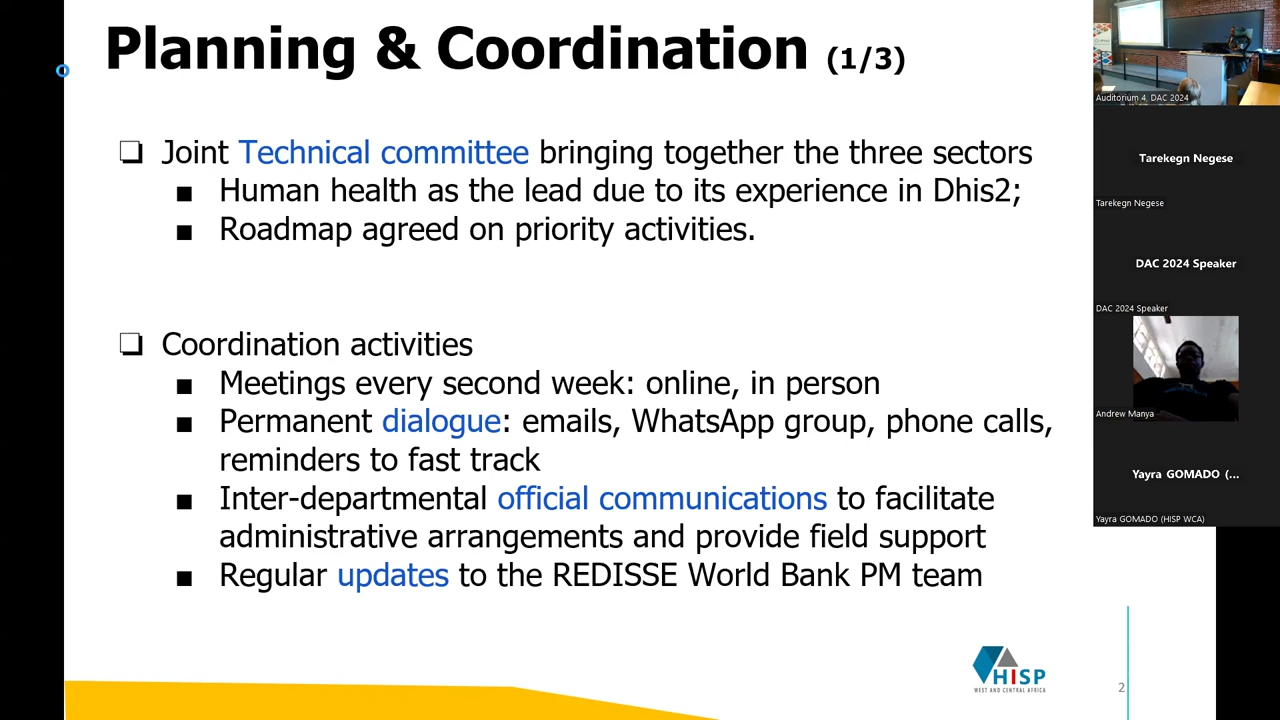 Planning & Coordination (1/3)
Joint Technical committee bringing together the three sectors
Human health as the lead due to its experience in Dhis2;
Roadmap agreed on priority activities.
Coordination activities
Meetings every second week: online, in person
Permanent dialogue: emails, WhatsApp group, phone calls,
reminders to fast track
Inter-departmental official communications to facilitate
administrative arrangements and provide field support
Regular updates to the REDISSE World Bank PM team
HISP
WEST AND CENTRAL AFRICA
2
Auditorium 4, DAC 2024
Tarekegn Negese
Tarekegn Negese
DAC 2024 Speaker
DAC 2024 Speaker
Andrew Manya
Yayra GOMADO (...
Yayra GOMADO (HISP WCA)